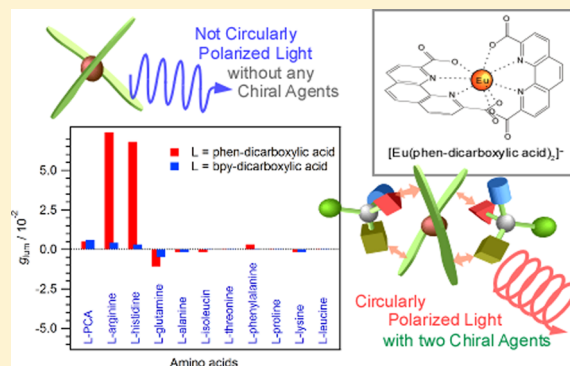 Not Circularly
Polarized Light
without any
Chiral Agents
Eu
O
O
O⁻
⁻O
N
N
N
N
[Eu(phen-dicarboxylic acid)₂]⁻
L = phen-dicarboxylic acid
L = bpy-dicarboxylic acid
g lum / 10⁻²
5.0
2.5
0.0
-2.5
-5.0
L-PCA
L-arginine
L-histidine
L-glutamine
L-alanine
L-isoleucin
L-threonine
L-phenylalanine
L-proline
L-lysine
L-leucine
Amino acids
Circularly
Polarized Light
with two Chiral Agents